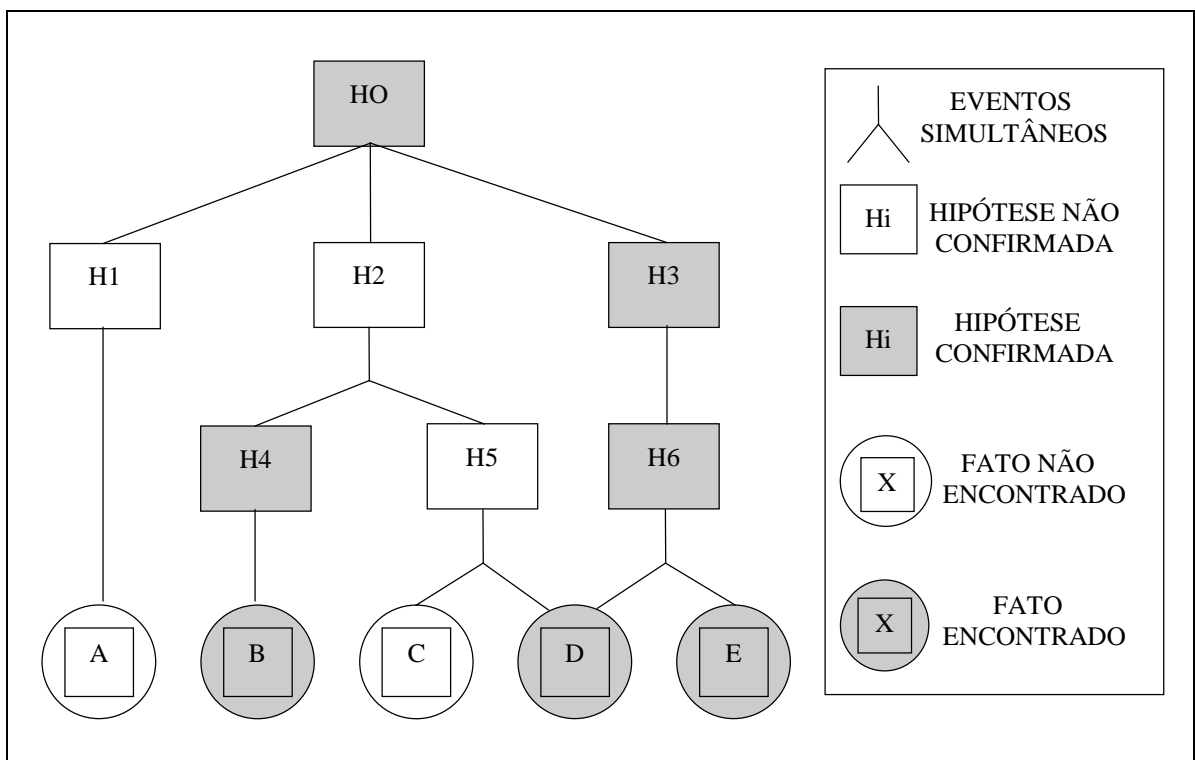 HO
H1
H2
H3
H4
H5
H6
A
B
C
D
E
EVENTOS
SIMULTÂNEOS
Hi
HIPÓTESE NÃO
CONFIRMADA
Hi
HIPÓTESE
CONFIRMADA
X
FATO NÃO
ENCONTRADO
X
FATO
ENCONTRADO